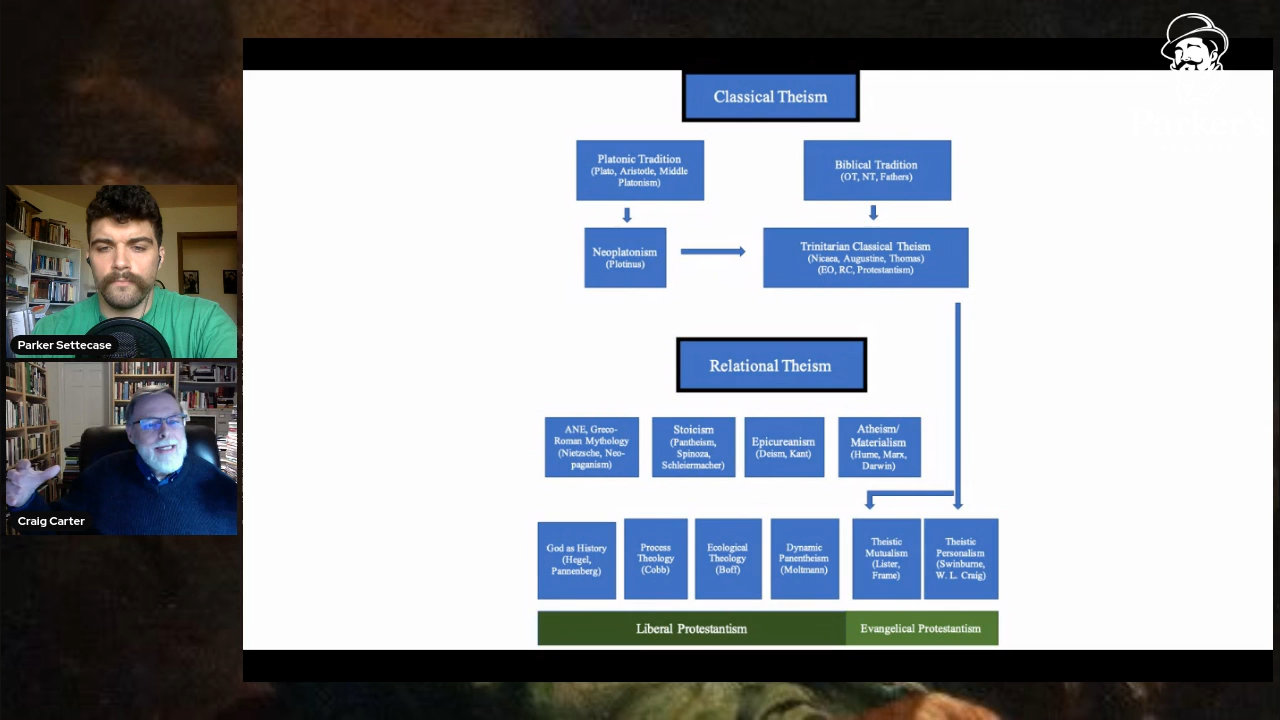 Classical Theism
Platonic Tradition
(Plato, Aristotle, Middle
Platonism)
Biblical Tradition
(OT, NT, Fathers)
Neoplatonism
(Plotinus)
Trinitarian Classical Theism
(Nicaea, Augustine, Thomas)
(EO, RC, Protestantism)
Relational Theism
ANE, Greco-
Roman Mythology
(Nietzsche, Neo-
paganism)
Stoicism
(Pantheism,
Spinoza,
Schleiermacher)
Epicureanism
(Deism, Kant)
Atheism/
Materialism
(Hume, Marx,
Darwin)
God as History
(Hegel,
Pannenberg)
Process
Theology
(Cobb)
Ecological
Theology
(Boff)
Dynamic
Panentheism
(Moltmann)
Theistic
Mutualism
(Lister,
Frame)
Theistic
Personalism
(Swinburne,
W. L. Craig)
Liberal Protestantism
Evangelical Protestantism
Parker Settecase
Craig Carter